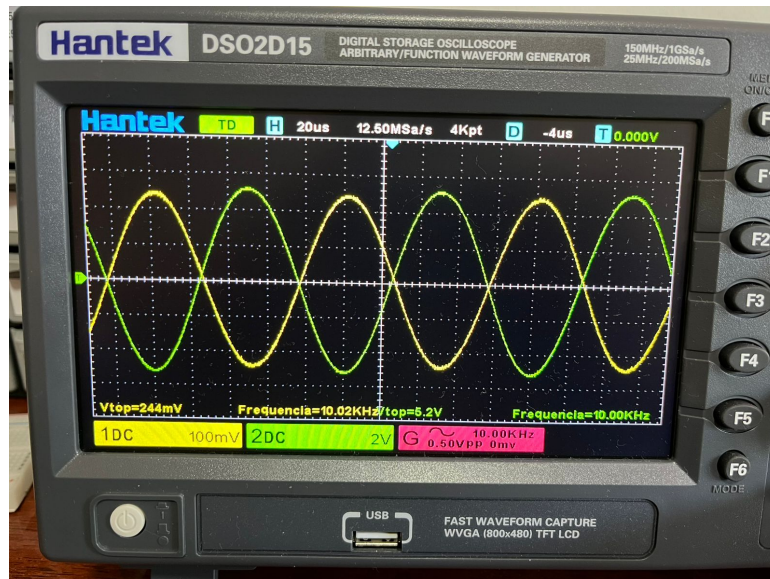 Hantek DSO2D15 DIGITAL STORAGE OSCILLOSCOPE 150MHz/1GSa/s
ARBITRARY/FUNCTION WAVEFORM GENERATOR 25MHz/200MSa/s
Hantek TD H 20us 12.50MSa/s 4Kpt D -4us T 0.000V
T
Vtop=244mV Frequencia=10.02KHz/top=5.2V Frequencia=10.00KHz
1DC 100mV 2DC 2V G 10.00KHz
0.50VPP 0mv
F2
F3
F4
F5
F6
MODE
USB
FAST WAVEFORM CAPTURE
WVGA (800x480) TFT LCD